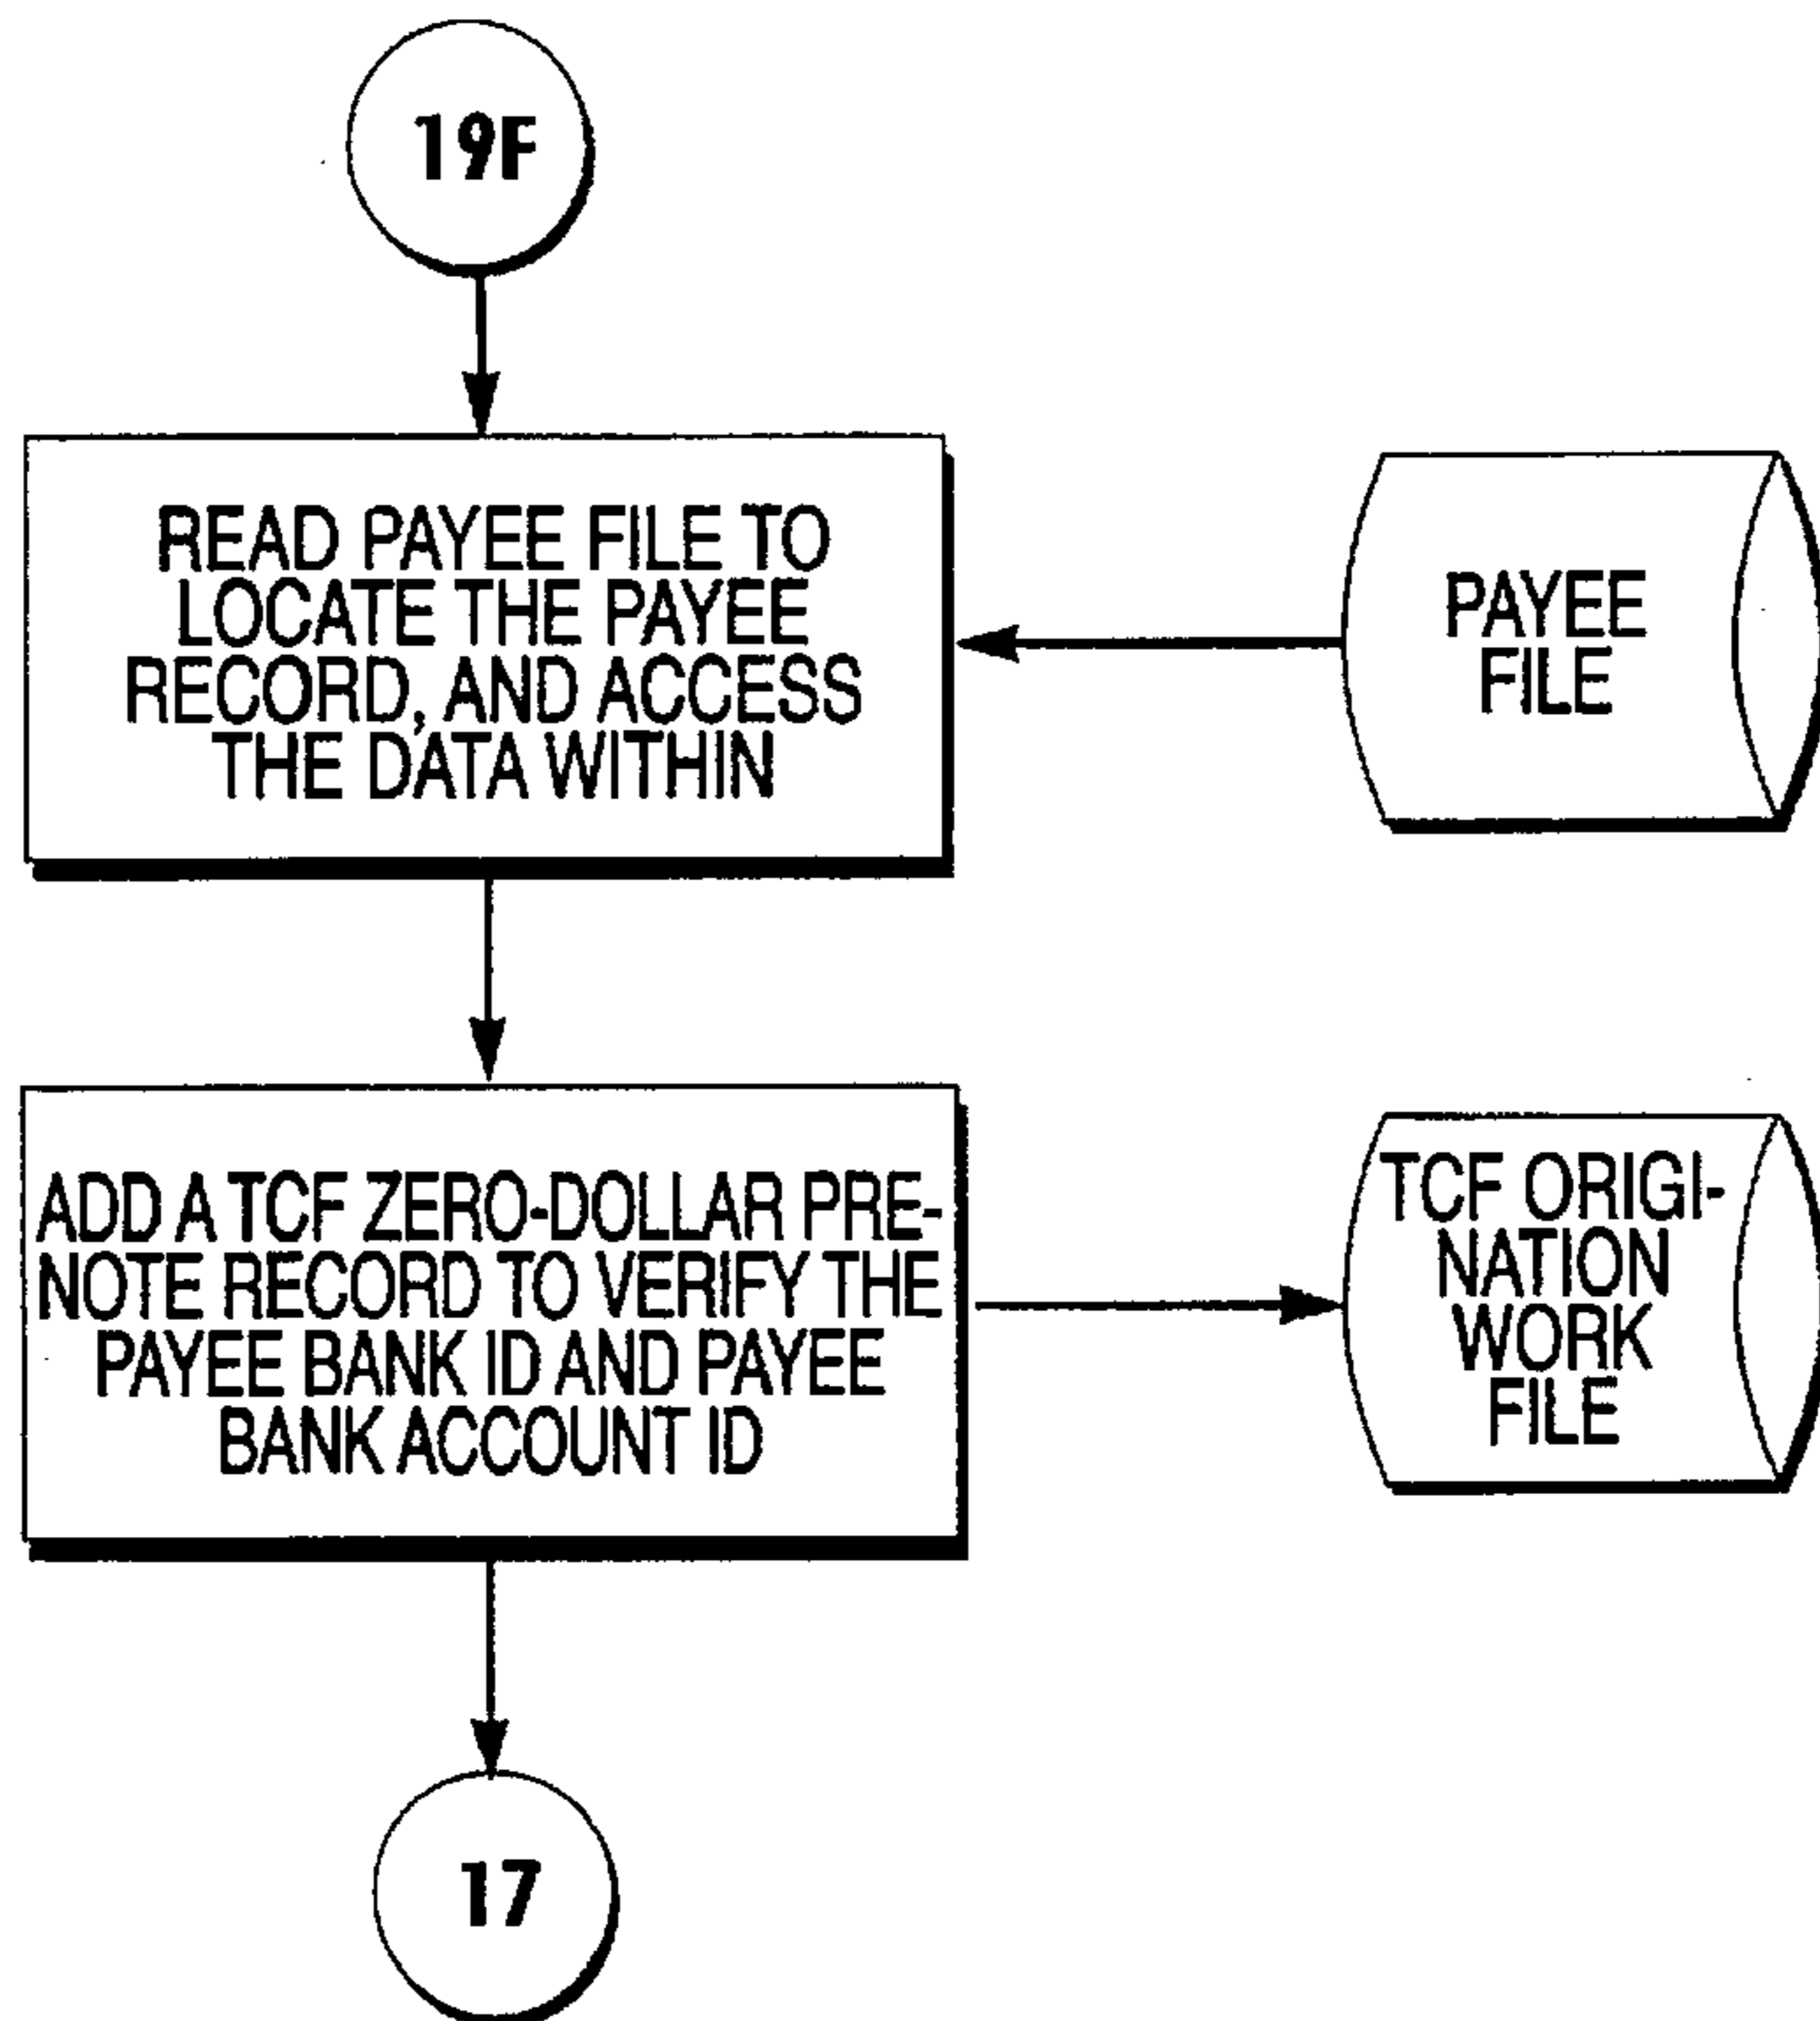 19F
READ PAYEE FILE TO
LOCATE THE PAYEE
RECORD, AND ACCESS
THE DATA WITHIN
PAYEE
FILE
ADD A TCF ZERO-DOLLAR PRE-
NOTE RECORD TO VERIFY THE
PAYEE BANK ID AND PAYEE
BANK ACCOUNT ID
TCF ORIGI-
NATION
WORK
FILE
17